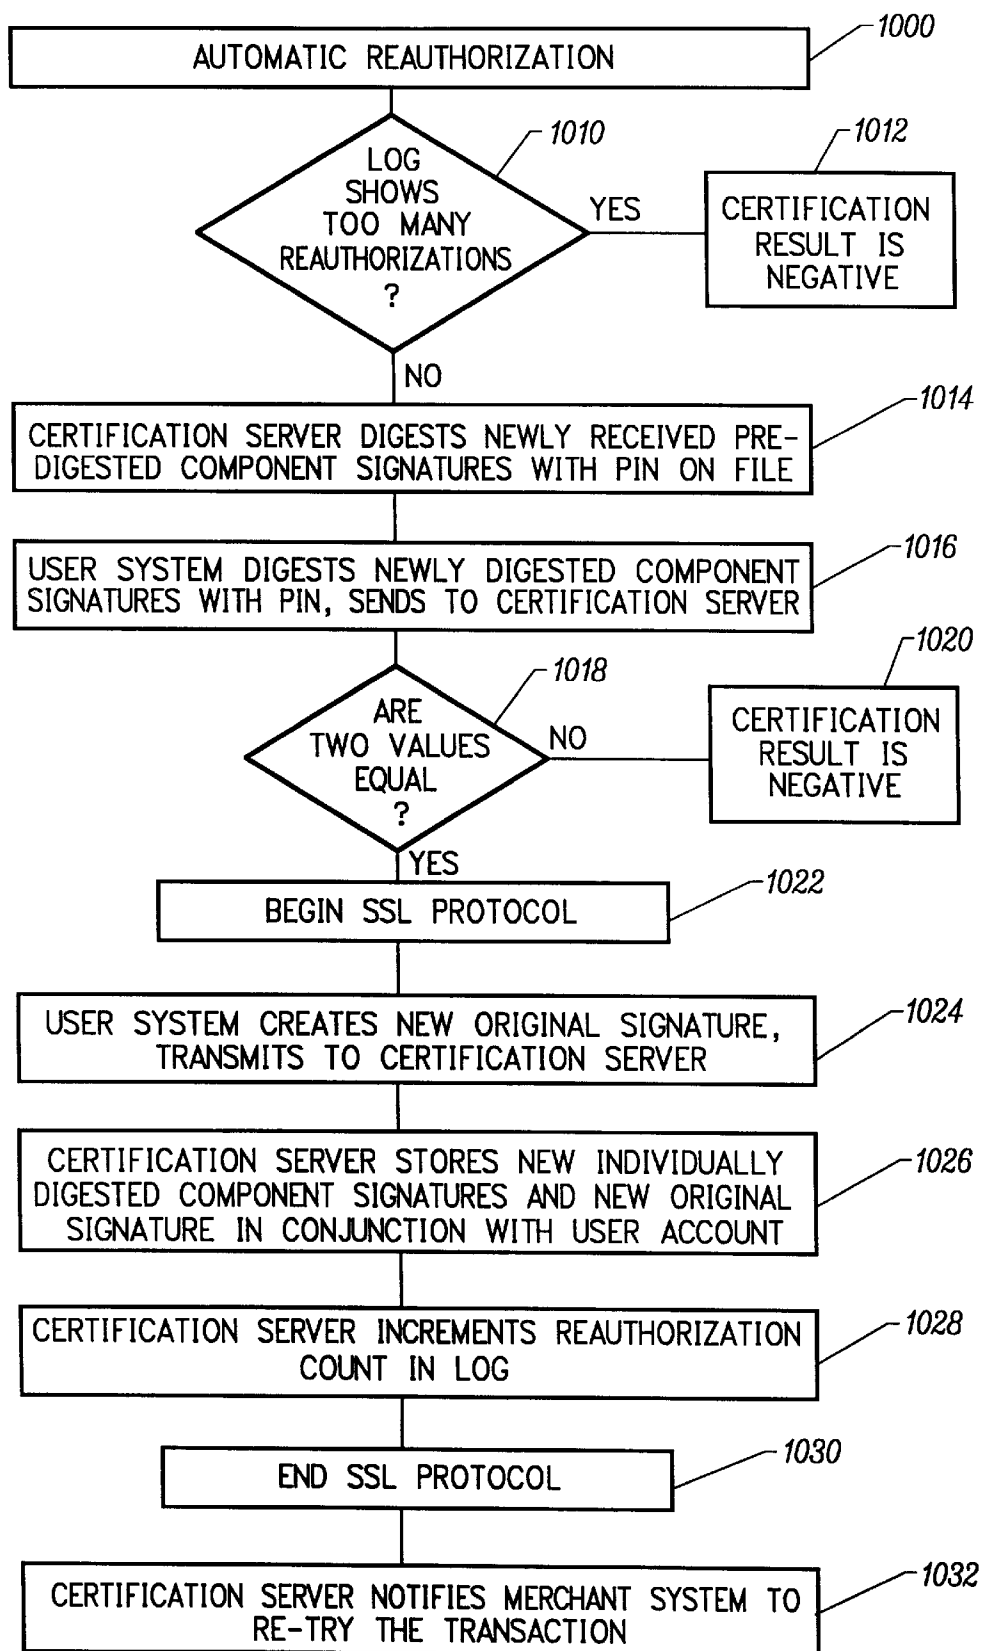 1000
AUTOMATIC REAUTHORIZATION
1010
LOG
SHOWS
TOO MANY
REAUTHORIZATIONS
?
YES
1012
CERTIFICATION
RESULT IS
NEGATIVE
NO
1014
CERTIFICATION SERVER DIGESTS NEWLY RECEIVED PRE-
DIGESTED COMPONENT SIGNATURES WITH PIN ON FILE
1016
USER SYSTEM DIGESTS NEWLY DIGESTED COMPONENT
SIGNATURES WITH PIN, SENDS TO CERTIFICATION SERVER
1018
ARE
TWO VALUES
EQUAL
?
NO
1020
CERTIFICATION
RESULT IS
NEGATIVE
YES
1022
BEGIN SSL PROTOCOL
1024
USER SYSTEM CREATES NEW ORIGINAL SIGNATURE,
TRANSMITS TO CERTIFICATION SERVER
1026
CERTIFICATION SERVER STORES NEW INDIVIDUALLY
DIGESTED COMPONENT SIGNATURES AND NEW ORIGINAL
SIGNATURE IN CONJUNCTION WITH USER ACCOUNT
1028
CERTIFICATION SERVER INCREMENTS REAUTHORIZATION
COUNT IN LOG
1030
END SSL PROTOCOL
1032
CERTIFICATION SERVER NOTIFIES MERCHANT SYSTEM TO
RE-TRY THE TRANSACTION